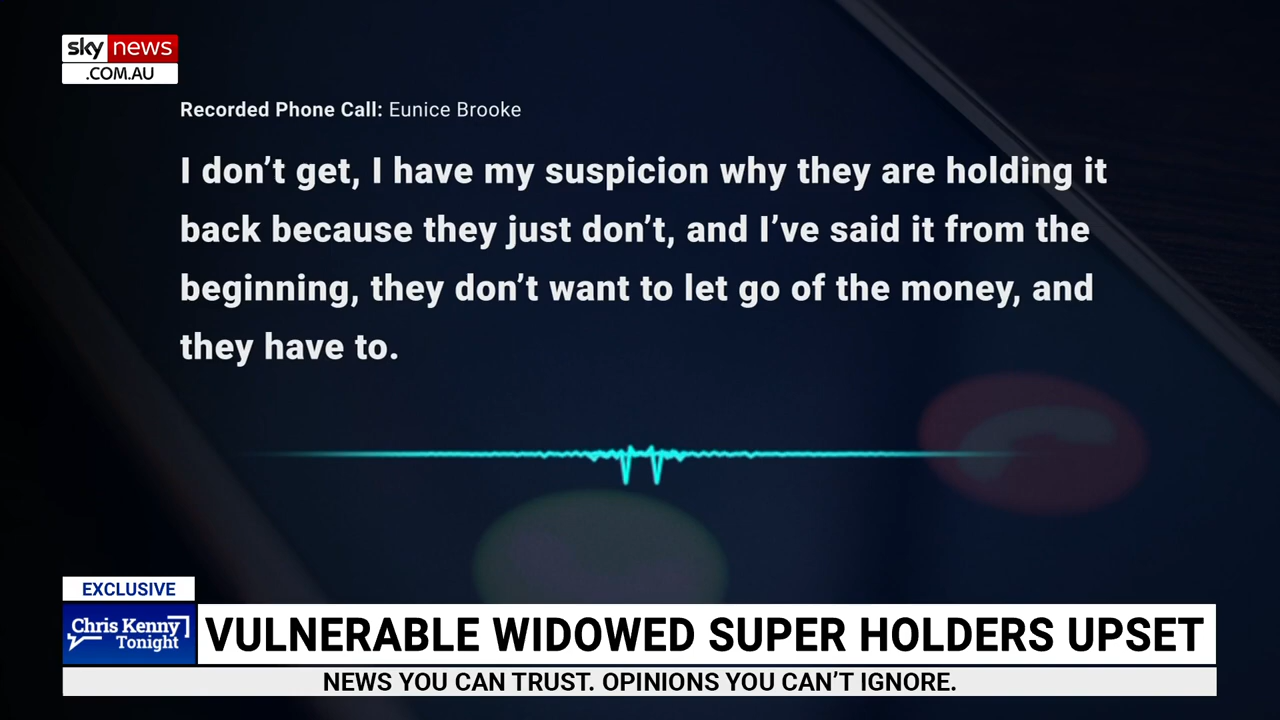 sky news
.COM.AU
Recorded Phone Call: Eunice Brooke
I don’t get, I have my suspicion why they are holding it
back because they just don’t, and I’ve said it from the
beginning, they don’t want to let go of the money, and
they have to.
EXCLUSIVE
Chris Kenny
Tonight
VULNERABLE WIDOWED SUPER HOLDERS UPSET
NEWS YOU CAN TRUST. OPINIONS YOU CAN’T IGNORE.